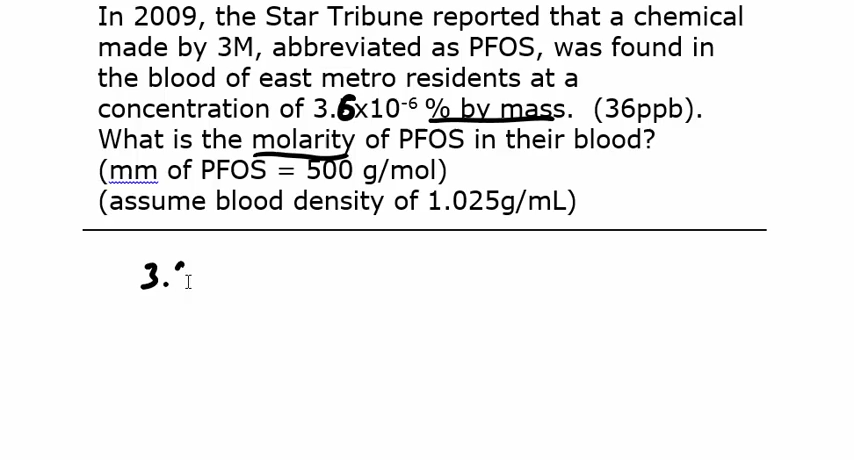 In 2009, the Star Tribune reported that a chemical
made by 3M, abbreviated as PFOS, was found in
the blood of east metro residents at a
concentration of 3.6x10⁻⁶ % by mass. (36ppb).
What is the molarity of PFOS in their blood?
(mm of PFOS = 500 g/mol)
(assume blood density of 1.025g/mL)
3.